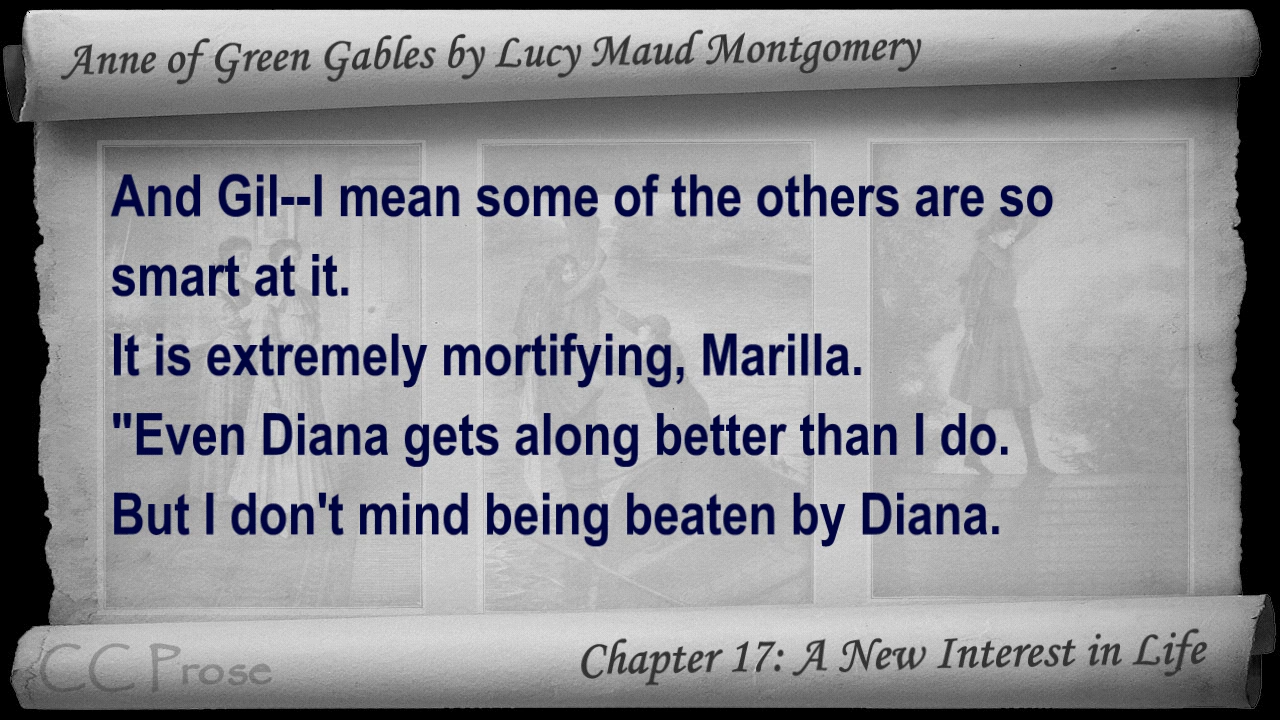 Anne of Green Gables by Lucy Maud Montgomery
And Gil--I mean some of the others are so
smart at it.
It is extremely mortifying, Marilla.
"Even Diana gets along better than I do.
But I don't mind being beaten by Diana.
CC Prose
Chapter 17: A New Interest in Life